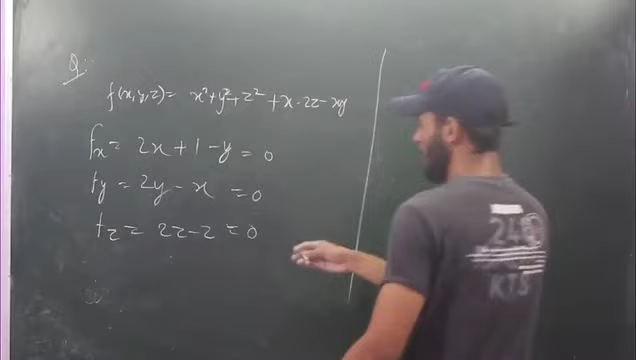 Q:-
f(x,y,z) = x²+y²+z²+x-2z-xy
fx = 2x+1-y=0
fy = 2y-x =0
fz = 2z-2=0
24
KTS